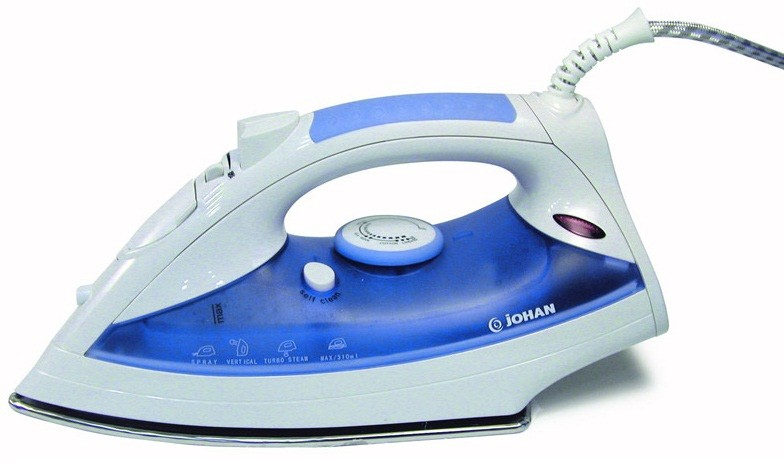 self clean
max
JOHAN
SPRAY VERTICAL TURBO STEAM MAX/310ml